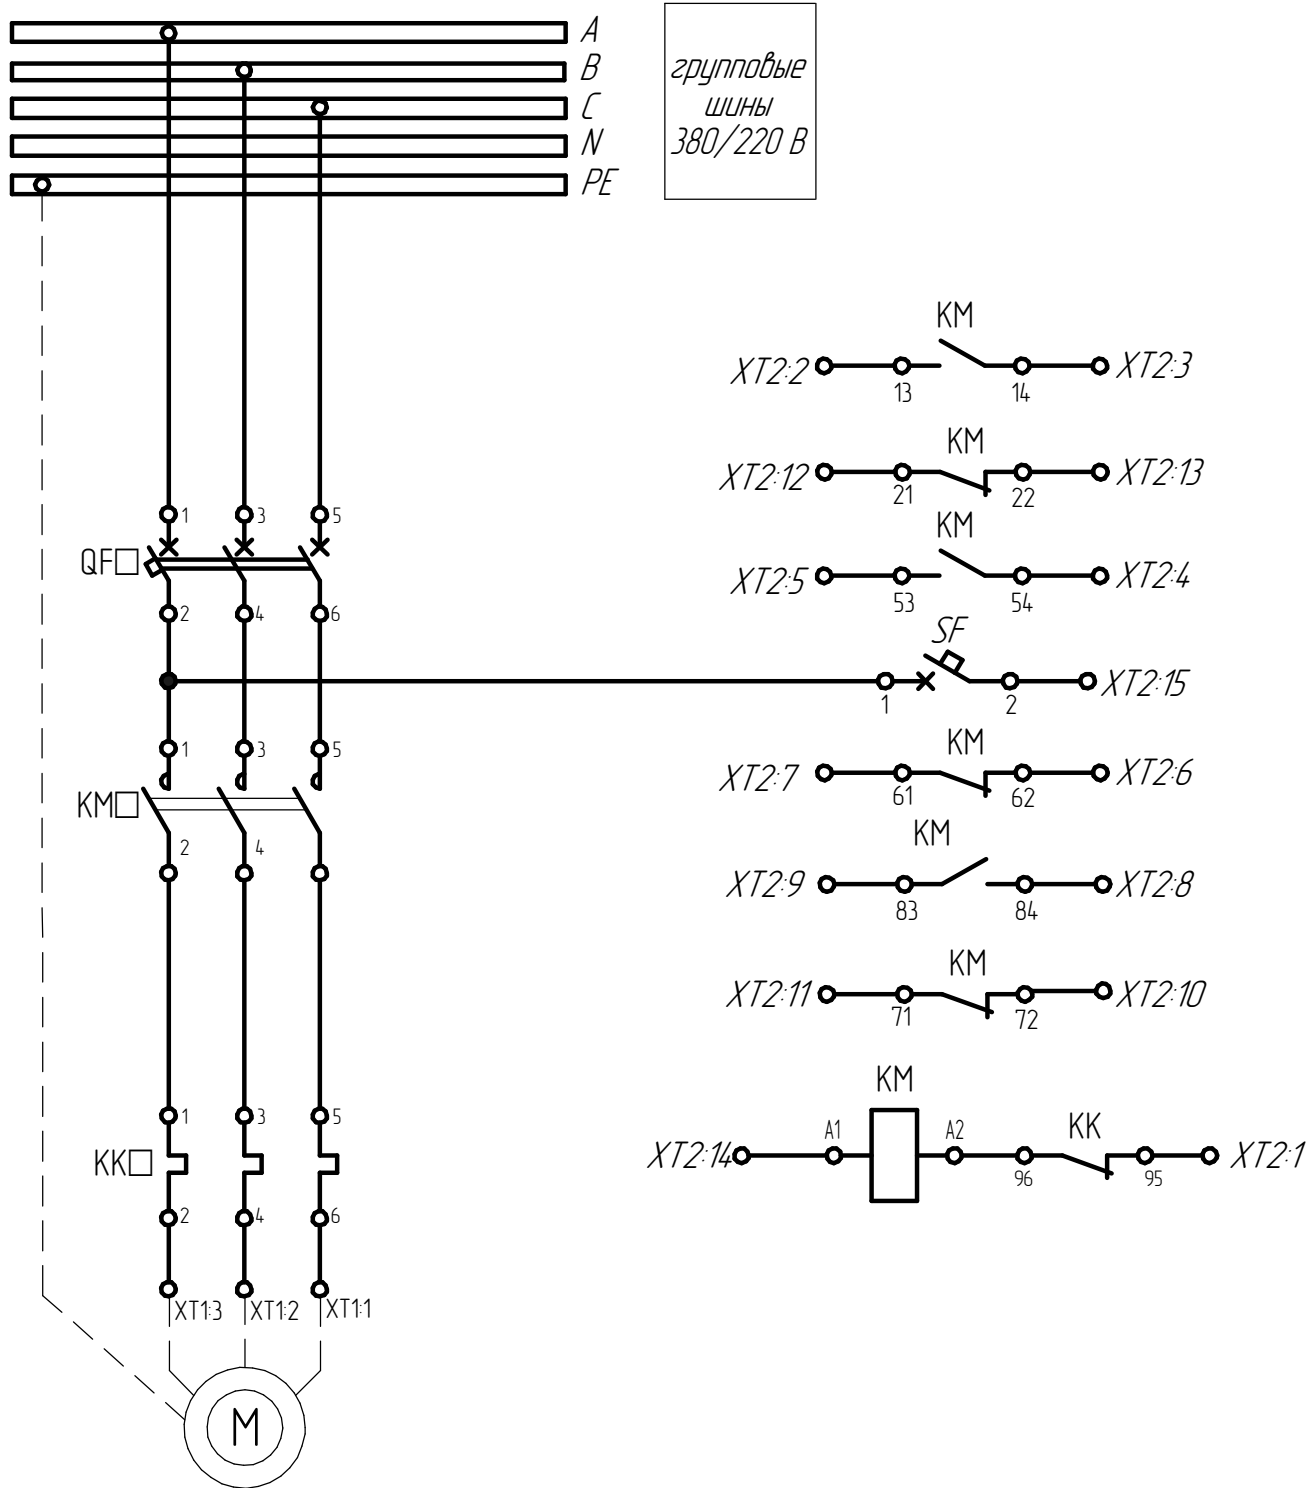 A
B
C
N
PE
групповые
шины
380/220 В
KM
XT2:2
13
14
XT2:3
KM
XT2:12
21
22
XT2:13
KM
XT2:5
53
54
XT2:4
SF
1
2
XT2:15
KM
XT2:7
61
62
XT2:6
KM
XT2:9
83
84
XT2:8
KM
XT2:11
71
72
XT2:10
KM
XT2:14
A1
A2
96
KK
95
XT2:1
1
3
5
QF
2
4
6
1
3
5
KM
2
4
1
3
5
KK
2
4
6
XT1:3
XT1:2
XT1:1
M